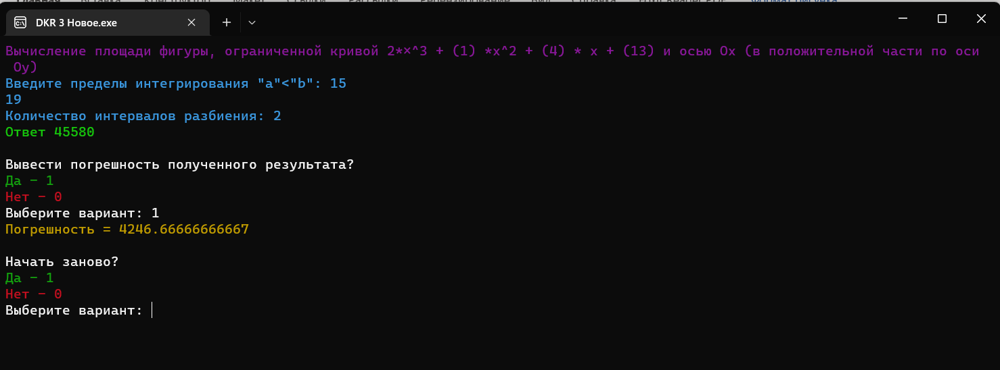 DKR 3 Новое.exe
Вычисление площади фигуры, ограниченной кривой 2*×^3 + (1) *x^2 + (4) * x + (13) и осью Ox (в положительной части по оси
Oy)
Введите пределы интегрирования "a"<"b": 15
19
Количество интервалов разбиения: 2
Ответ 45580
Вывести погрешность полученного результата?
Да - 1
Нет - 0
Выберите вариант: 1
Погрешность = 4246.66666666667
Начать заново?
Да - 1
Нет - 0
Выберите вариант: